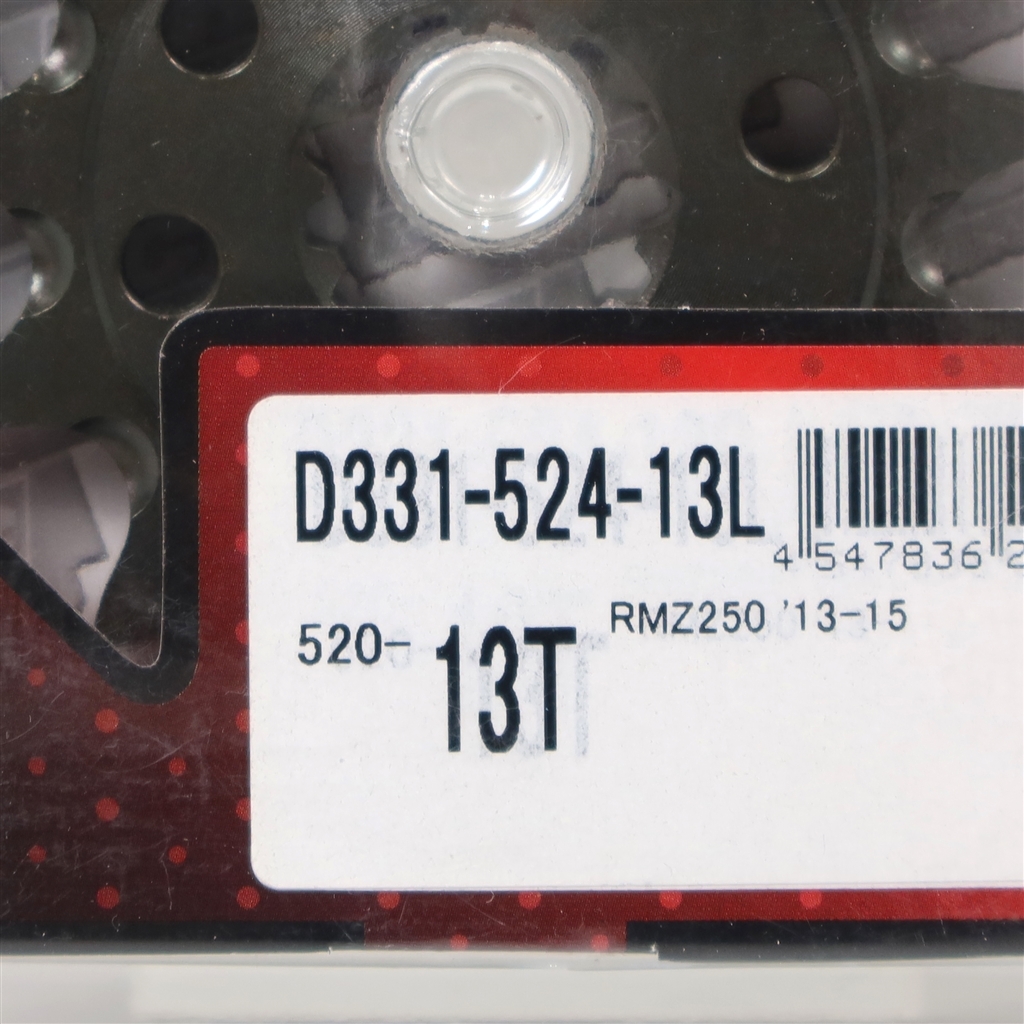 D331-524-13L
4 547836 2
520- 13T
RMZ250 '13-15